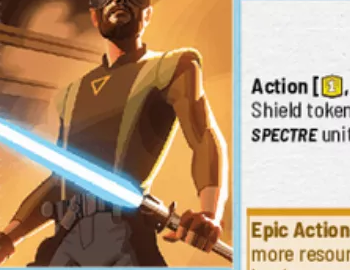 Action [1,
Shield token
SPECTRE unit
Epic Action
more resour